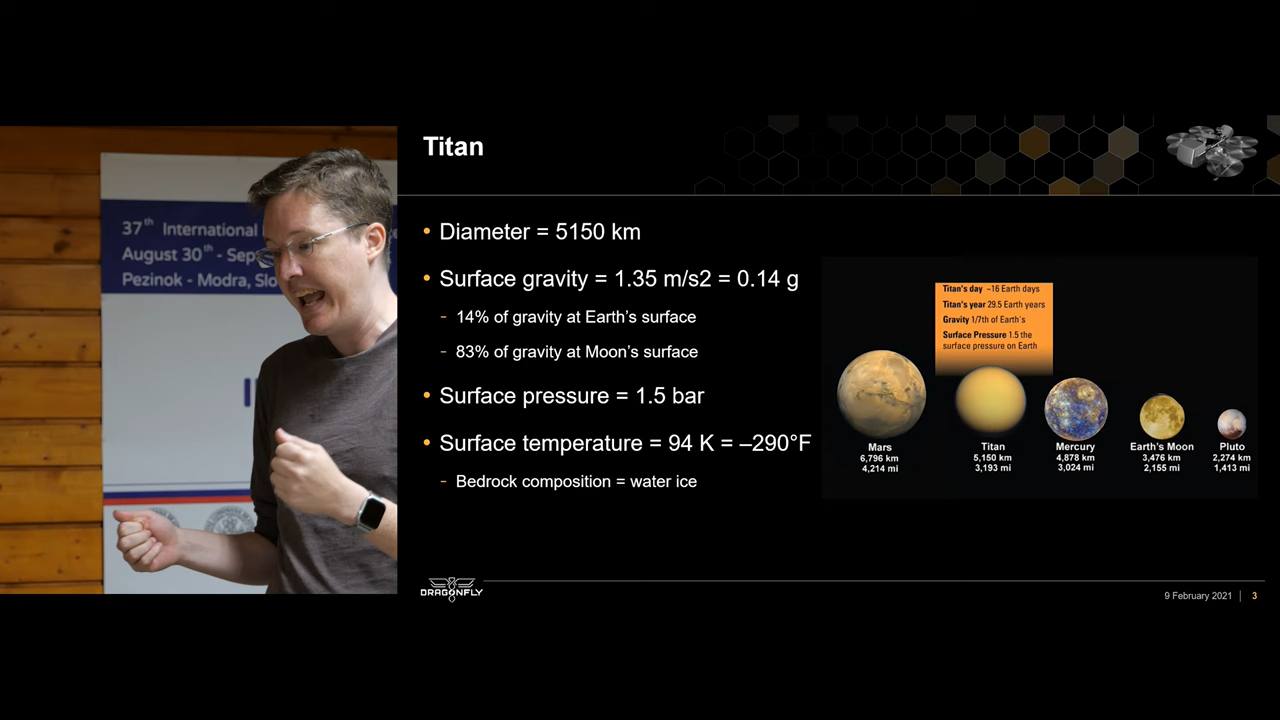 37th International
August 30th - Sep
Pezinok - Modra, Slo
Titan
• Diameter = 5150 km
• Surface gravity = 1.35 m/s2 = 0.14 g
- 14% of gravity at Earth's surface
- 83% of gravity at Moon's surface
• Surface pressure = 1.5 bar
• Surface temperature = 94 K = –290°F
- Bedrock composition = water ice
Titan's day ~16 Earth days
Titan's year 29.5 Earth years
Gravity 1/7th of Earth's
Surface Pressure 1.5 the
surface pressure on Earth
Mars
6,796 km
4,214 mi
Titan
5,150 km
3,193 mi
Mercury
4,878 km
3,024 mi
Earth's Moon
3,476 km
2,155 mi
Pluto
2,274 km
1,413 mi
DRAGONFLY
9 February 2021 | 3